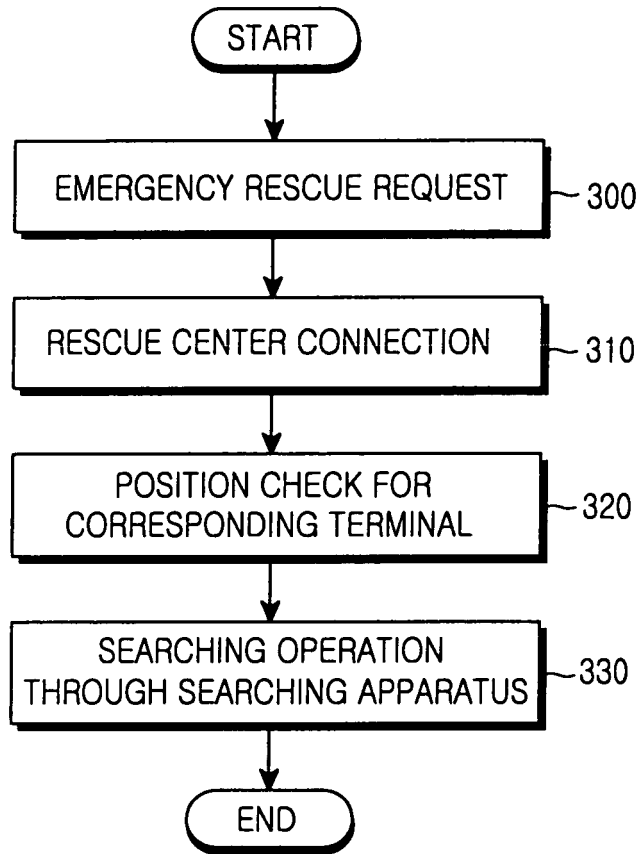 START
EMERGENCY RESCUE REQUEST
300
RESCUE CENTER CONNECTION
310
POSITION CHECK FOR
CORRESPONDING TERMINAL
320
SEARCHING OPERATION
THROUGH SEARCHING APPARATUS
330
END